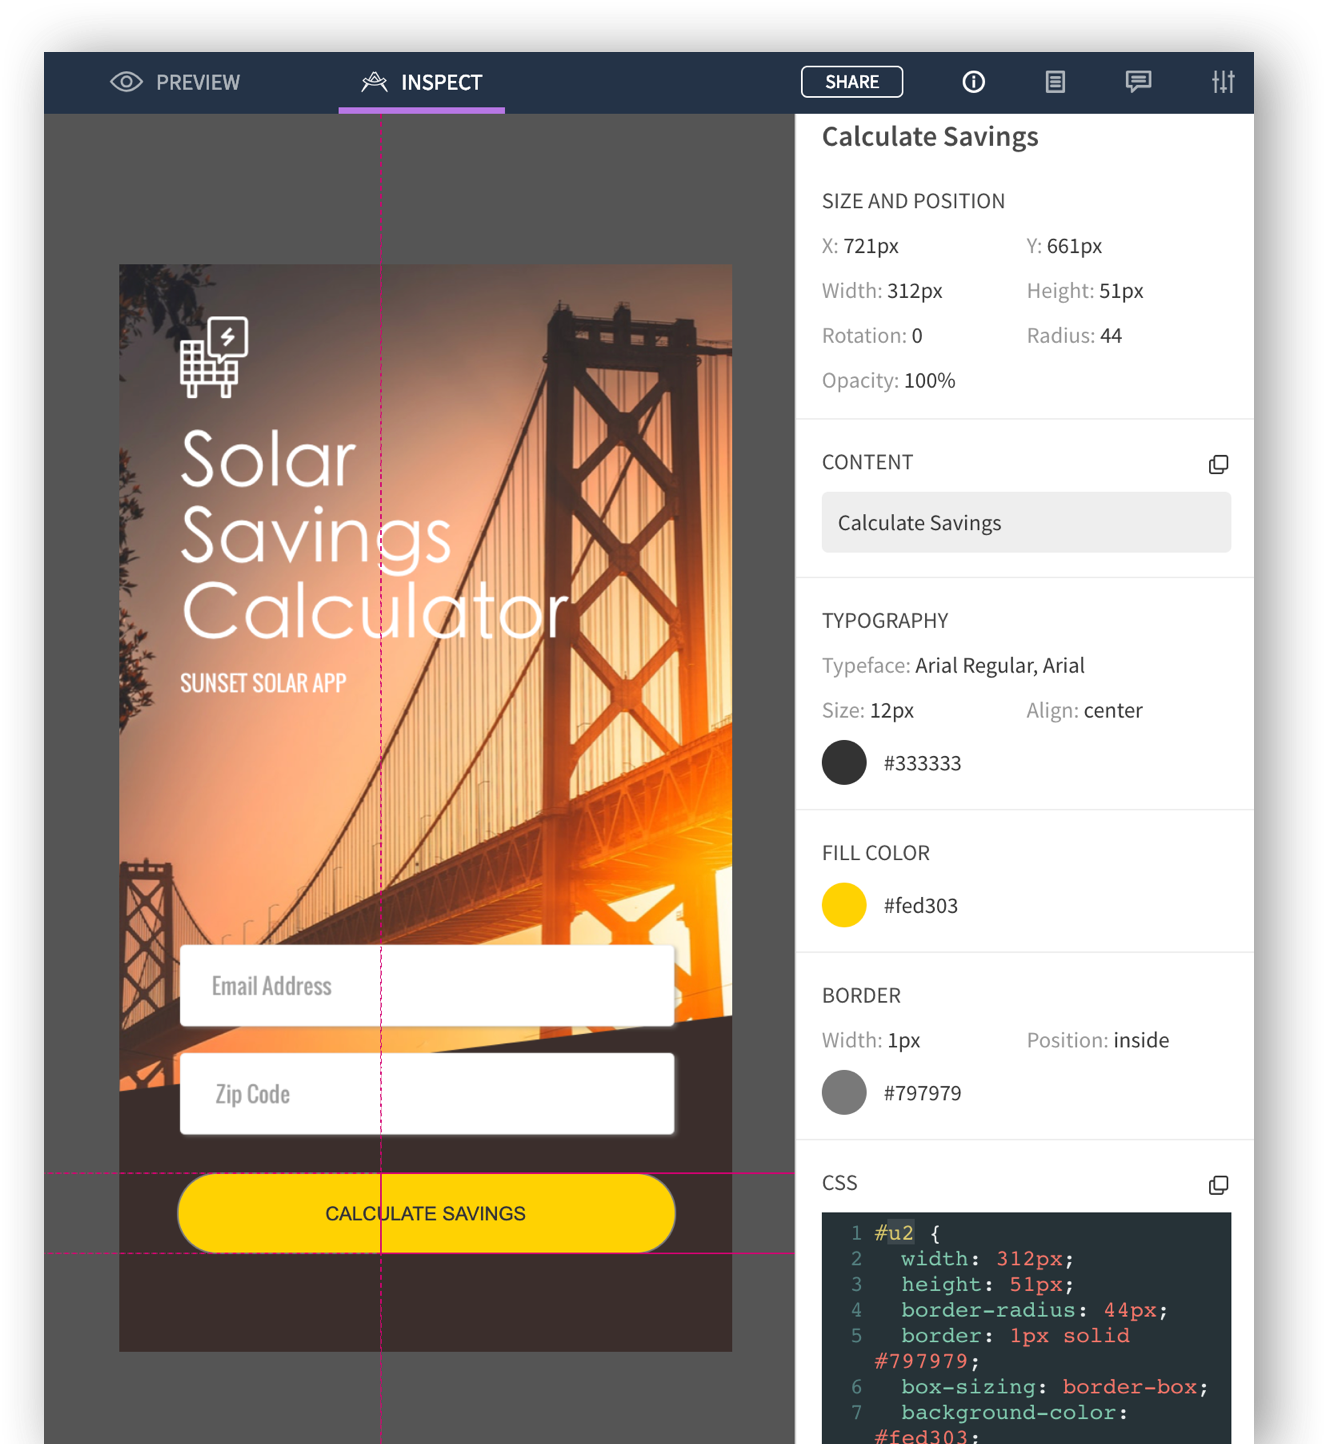 PREVIEW
INSPECT
SHARE
Solar
Savings
Calculator
SUNSET SOLAR APP
Email Address
Zip Code
CALCULATE SAVINGS
Calculate Savings
SIZE AND POSITION
X: 721px Y: 661px
Width: 312px Height: 51px
Rotation: 0 Radius: 44
Opacity: 100%
CONTENT
Calculate Savings
TYPOGRAPHY
Typeface: Arial Regular, Arial
Size: 12px Align: center
#333333
FILL COLOR
#fed303
BORDER
Width: 1px Position: inside
#797979
CSS
1 #u2 {
2 width: 312px;
3 height: 51px;
4 border-radius: 44px;
5 border: 1px solid
#797979;
6 box-sizing: border-box;
7 background-color:
#fed303;